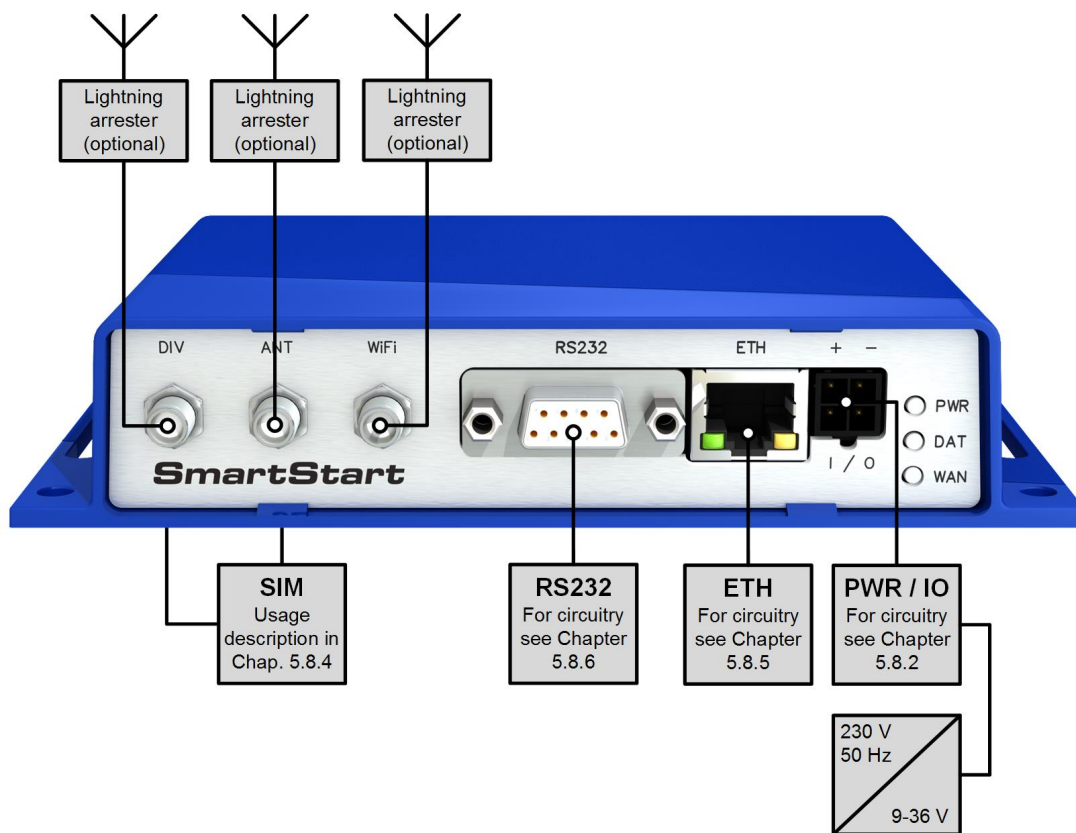 Lightning
arrester
(optional)
Lightning
arrester
(optional)
Lightning
arrester
(optional)
DIV
ANT
WiFi
RS232
ETH
+ −
PWR
DAT
I / O
WAN
SmartStart
SIM
Usage
description in
Chap. 5.8.4
RS232
For circuitry
see Chapter
5.8.6
ETH
For circuitry
see Chapter
5.8.5
PWR / IO
For circuitry
see Chapter
5.8.2
230 V
50 Hz
9-36 V